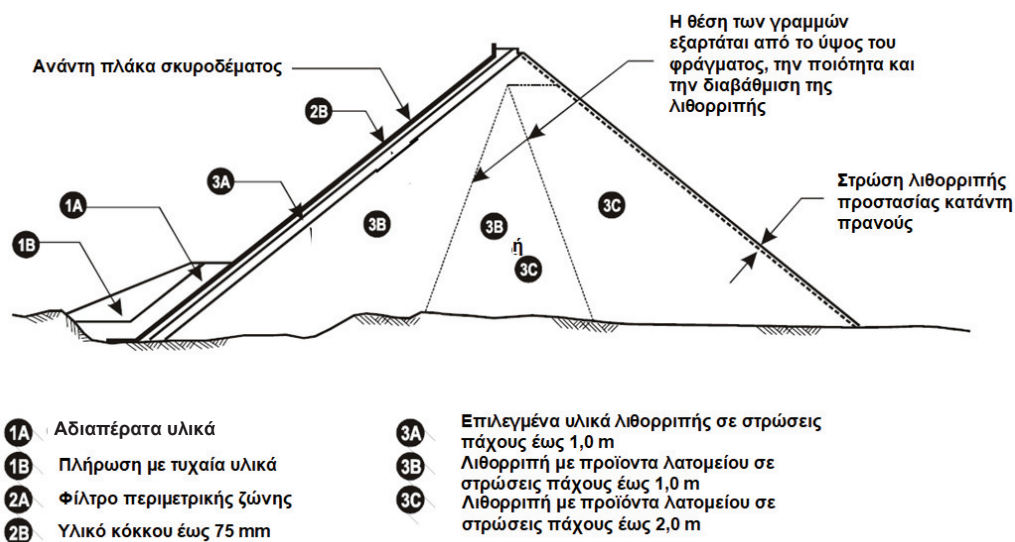 Η θέση των γραμμών
εξαρτάται από το ύψος του
φράγματος, την ποιότητα και
την διαβάθμιση της
λιθορριπής
Ανάντη πλάκα σκυροδέματος
2B
3A
1A
1B
3B
3B
ή
3C
3C
Στρώση λιθορριπής
προστασίας κατάντη
πρανούς
1A Αδιαπέρατα υλικά
1B Πλήρωση με τυχαία υλικά
2A Φίλτρο περιμετρικής ζώνης
2B Υλικό κόκκου έως 75 mm
3A Επιλεγμένα υλικά λιθορριπής σε στρώσεις
πάχους έως 1,0 m
3B Λιθορριπή με προϊοντα λατομείου σε
στρώσεις πάχους έως 1,0 m
3C Λιθορριπή με προϊόντα λατομείου σε
στρώσεις πάχους έως 2,0 m